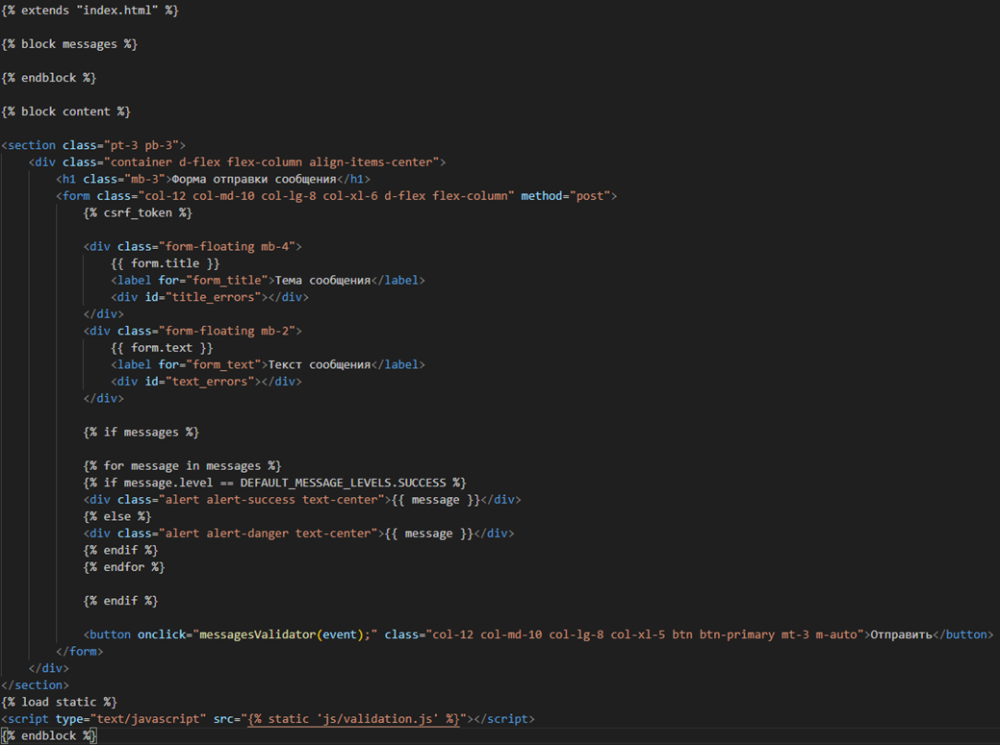 {% extends "index.html" %}
{% block messages %}
{% endblock %}
{% block content %}
<section class="pt-3 pb-3">
<div class="container d-flex flex-column align-items-center">
<h1 class="mb-3">Форма отправки сообщения</h1>
<form class="col-12 col-md-10 col-lg-8 col-xl-6 d-flex flex-column" method="post">
{% csrf_token %}
<div class="form-floating mb-4">
{{ form.title }}
<label for="form_title">Тема сообщения</label>
<div id="title_errors"></div>
</div>
<div class="form-floating mb-2">
{{ form.text }}
<label for="form_text">Текст сообщения</label>
<div id="text_errors"></div>
</div>
{% if messages %}
{% for message in messages %}
{% if message.level == DEFAULT_MESSAGE_LEVELS.SUCCESS %}
<div class="alert alert-success text-center">{{ message }}</div>
{% else %}
<div class="alert alert-danger text-center">{{ message }}</div>
{% endif %}
{% endfor %}
{% endif %}
<button onclick="messagesValidator(event);" class="col-12 col-md-10 col-lg-8 col-xl-5 btn btn-primary mt-3 m-auto">Отправить</button>
</form>
</div>
</section>
{% load static %}
<script type="text/javascript" src="{% static 'js/validation.js' %}"></script>
{% endblock %}